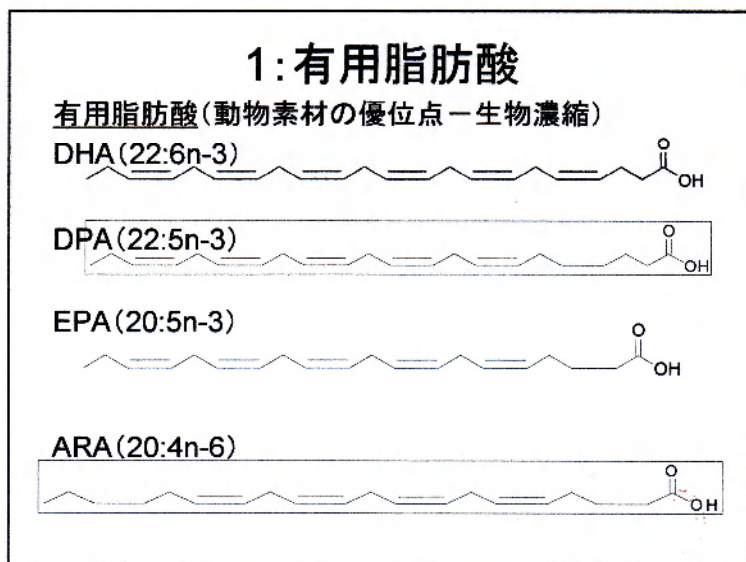 1:有用脂肪酸
有用脂肪酸(動物素材の優位点－生物濃縮)
DHA(22:6n-3)
O
OH
DPA(22:5n-3)
O
OH
EPA(20:5n-3)
O
OH
ARA(20:4n-6)
O
OH